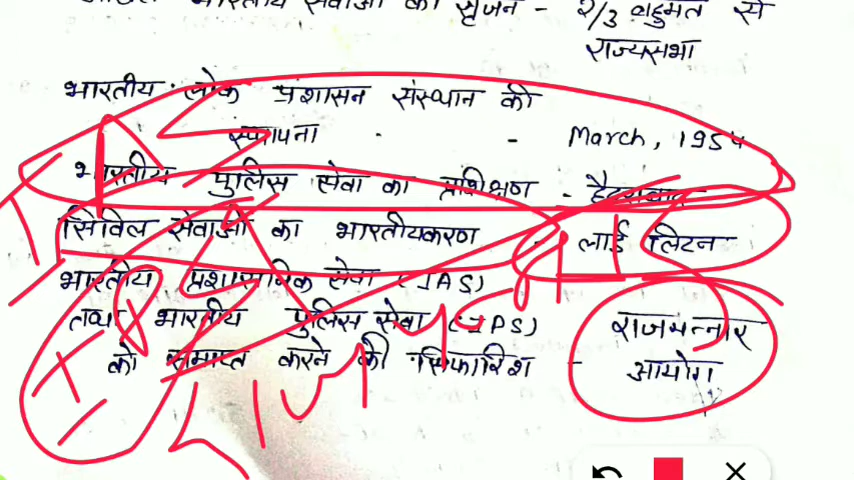 अखिल भारतीय सेवाओं का सृजन - 2/3 बहुमत से
राज्यसभा
भारतीय लोक प्रशासन संस्थान की
स्थापना - March, 1954
भारतीय पुलिस सेवा का प्रशिक्षण - हैदराबाद
सिविल सेवाओं का भारतीयकरण - लार्ड लिटन
भारतीय प्रशासनिक सेवा (IAS)
तथा भारतीय पुलिस सेवा (IPS) राजमन्नार
को समाप्त करने की सिफारिश - आयोग